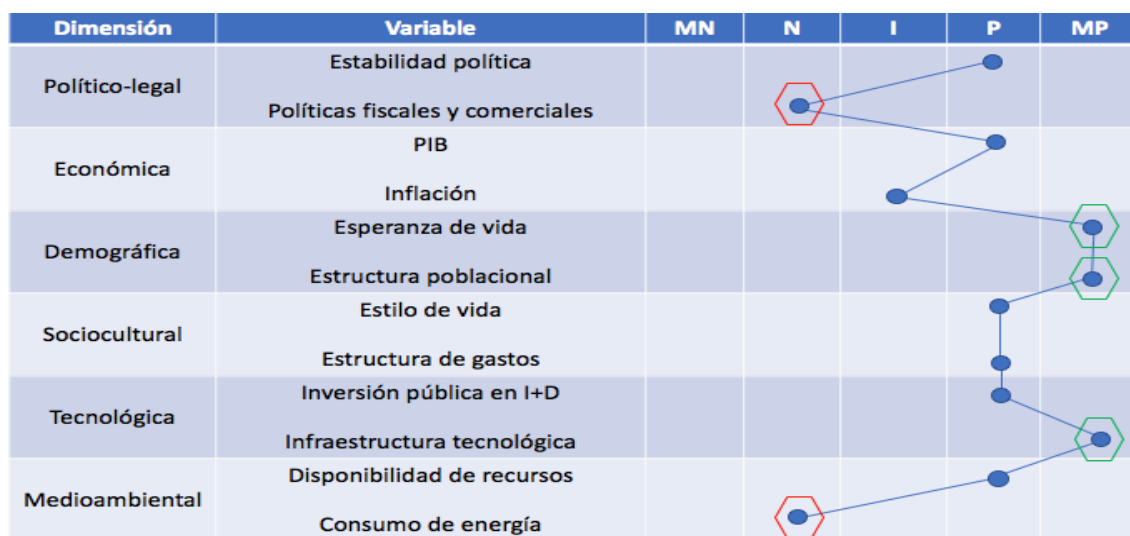 Dimensión Variable MN N I P MP
Político-legal
Estabilidad política
Políticas fiscales y comerciales
Económica
PIB
Inflación
Demográfica
Esperanza de vida
Estructura poblacional
Sociocultural
Estilo de vida
Estructura de gastos
Tecnológica
Inversión pública en I+D
Infraestructura tecnológica
Medioambiental
Disponibilidad de recursos
Consumo de energía